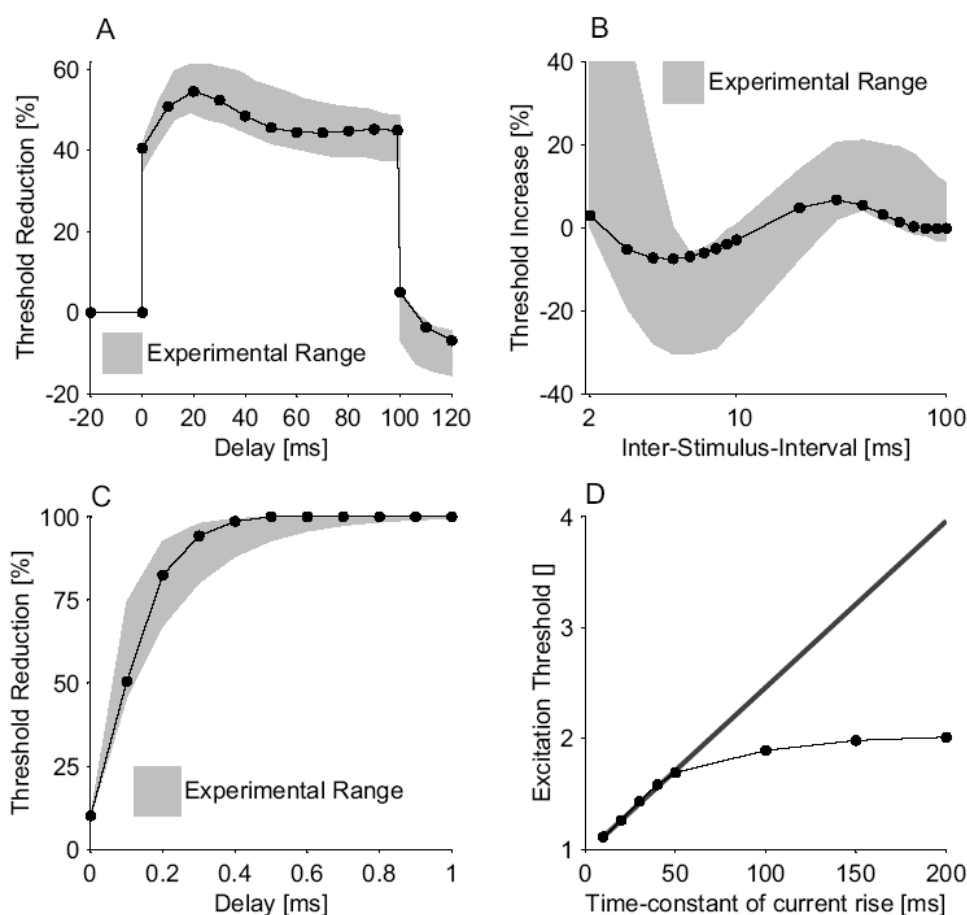 A
Threshold Reduction [%]
60
40
20
0
-20
Experimental Range
-20 0 20 40 60 80 100 120
Delay [ms]
B
Threshold Increase [%]
40
20
0
-20
-40
Experimental Range
2 10 100
Inter-Stimulus-Interval [ms]
C
Threshold Reduction [%]
100
75
50
25
0
Experimental Range
0 0.2 0.4 0.6 0.8 1
Delay [ms]
D
Excitation Threshold []
4
3
2
1
0 50 100 150 200
Time-constant of current rise [ms]